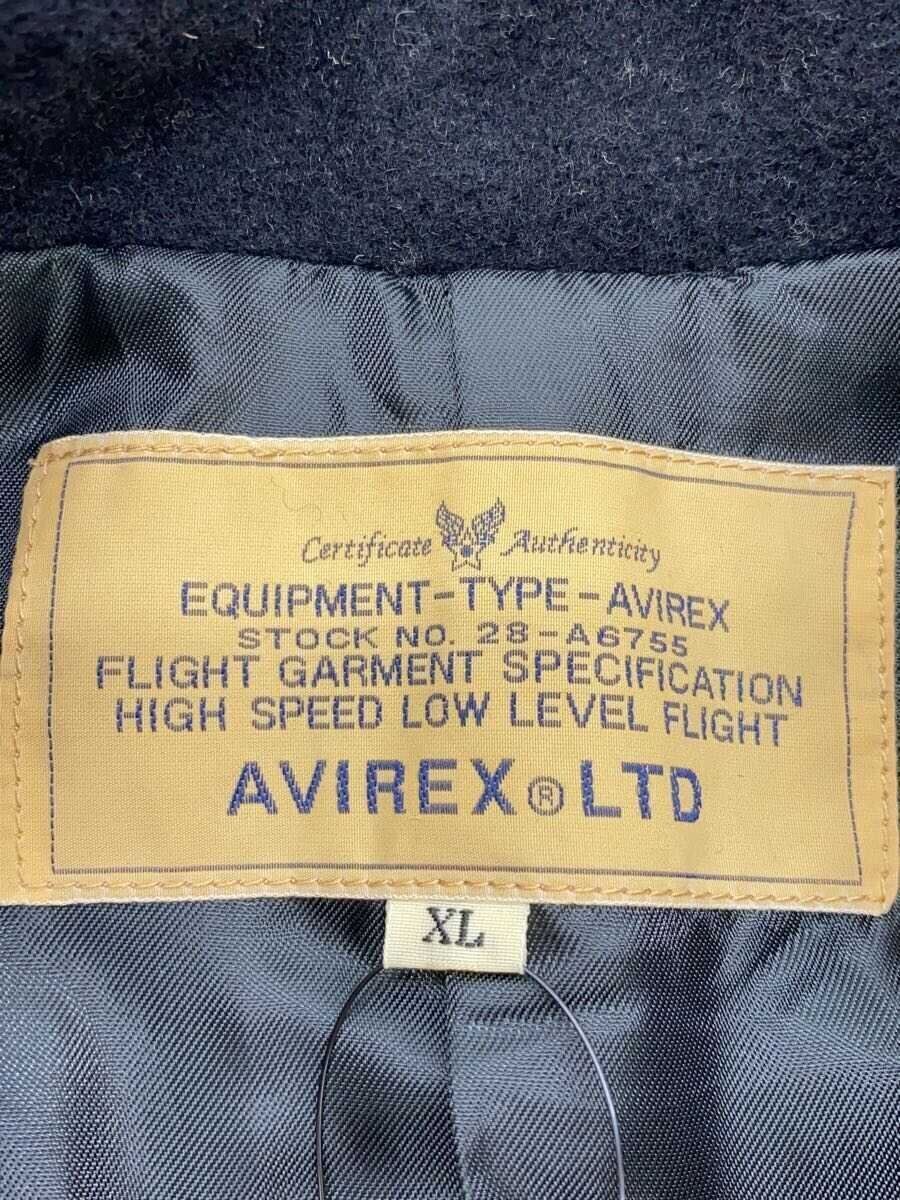 Certificate Authenticity
EQUIPMENT-TYPE-AVIREX
STOCK NO. 28-A6755
FLIGHT GARMENT SPECIFICATION
HIGH SPEED LOW LEVEL FLIGHT
AVIREX® LTD
XL